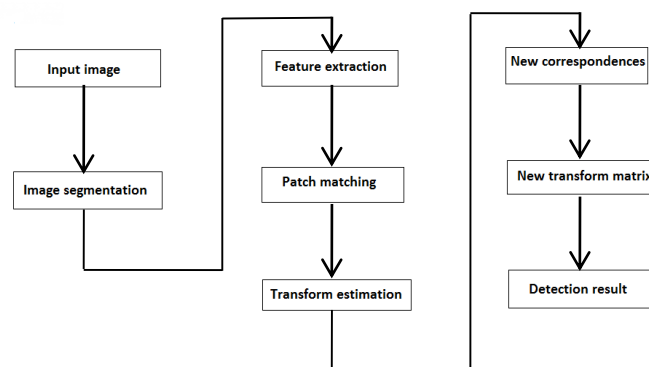 Input image
Image segmentation
Feature extraction
Patch matching
Transform estimation
New correspondences
New transform matrix
Detection result